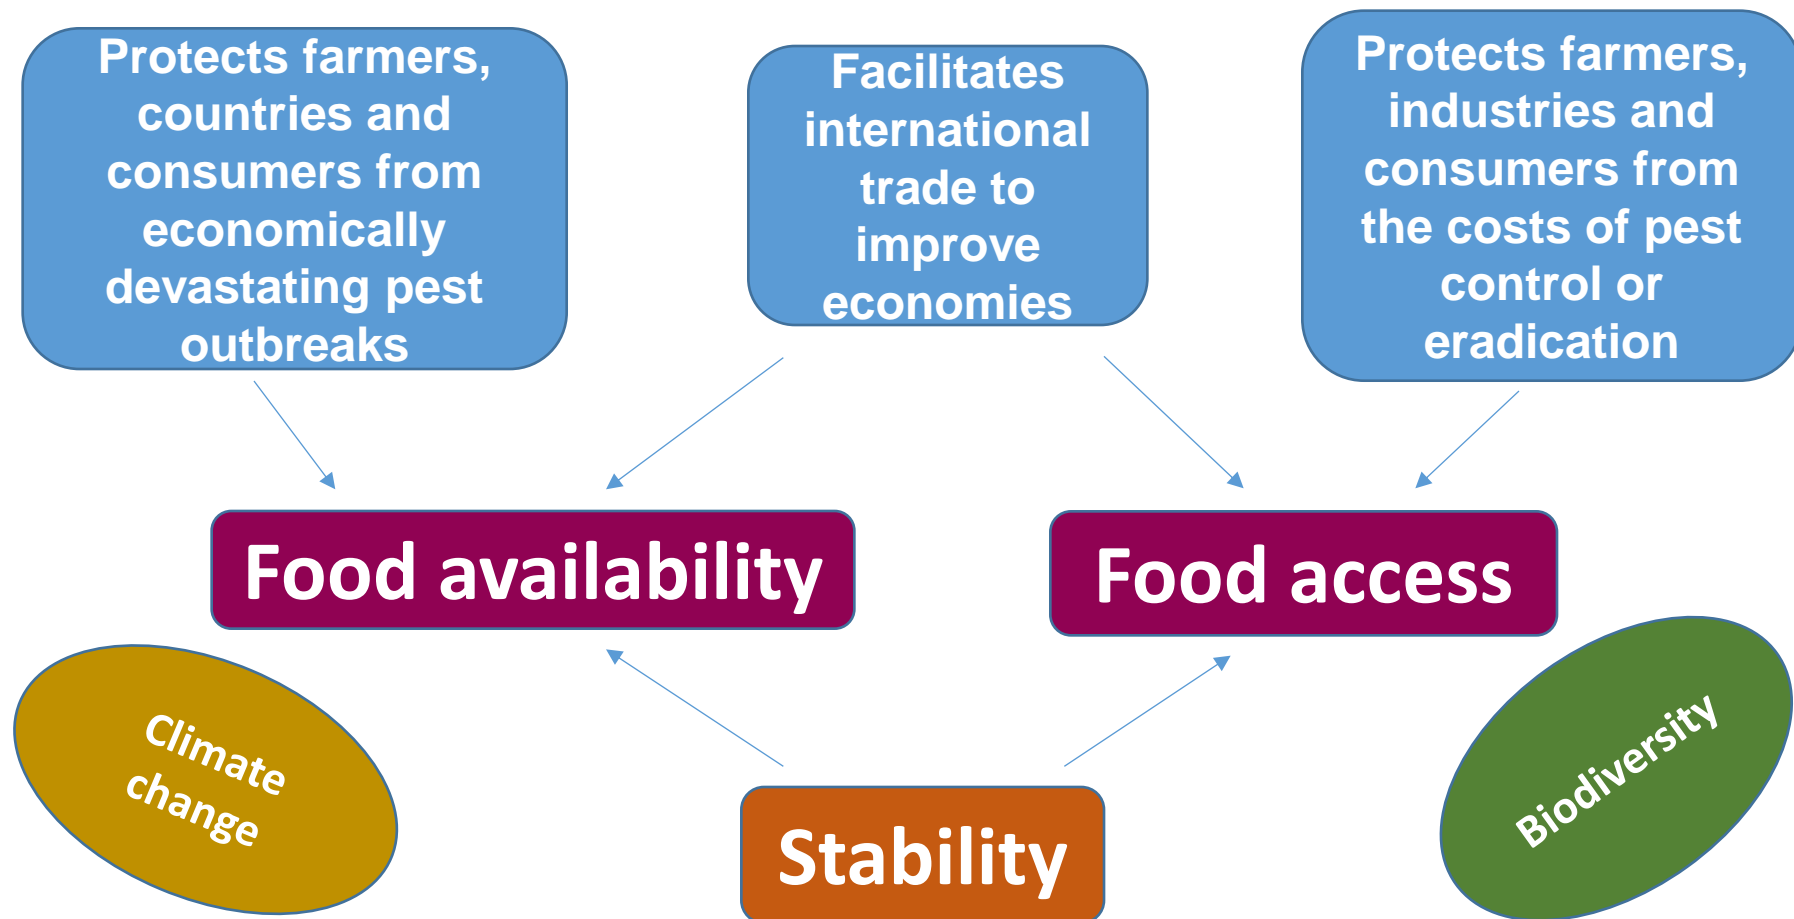 Protects farmers,
countries and
consumers from
economically
devastating pest
outbreaks
Facilitates
international
trade to
improve
economies
Protects farmers,
industries and
consumers from
the costs of pest
control or
eradication
Food availability
Food access
Climate
change
Biodiversity
Stability